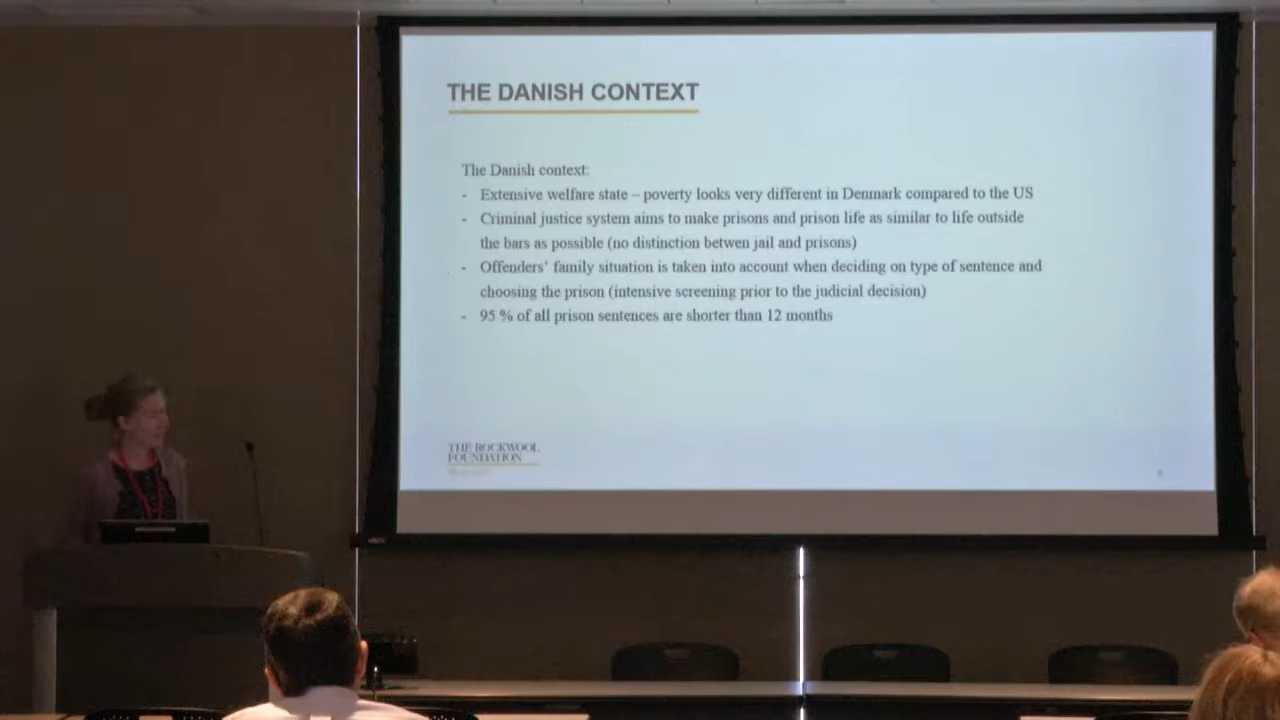 THE DANISH CONTEXT
The Danish context:
- Extensive welfare state – poverty looks very different in Denmark compared to the US
- Criminal justice system aims to make prisons and prison life as similar to life outside
the bars as possible (no distinction betwen jail and prisons)
- Offenders' family situation is taken into account when deciding on type of sentence and
choosing the prison (intensive screening prior to the judicial decision)
- 95 % of all prison sentences are shorter than 12 months
THE ROCKWOOL
FOUNDATION